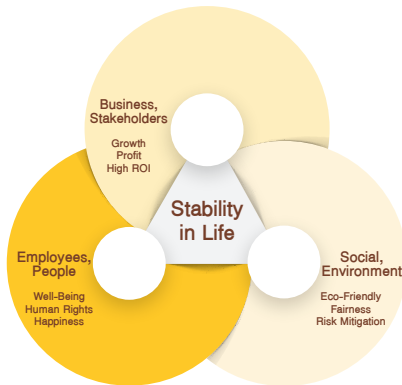 Business,
Stakeholders
Growth
Profit
High ROI
Stability
in Life
Employees,
People
Well-Being
Human Rights
Happiness
Social,
Environment
Eco-Friendly
Fairness
Risk Mitigation